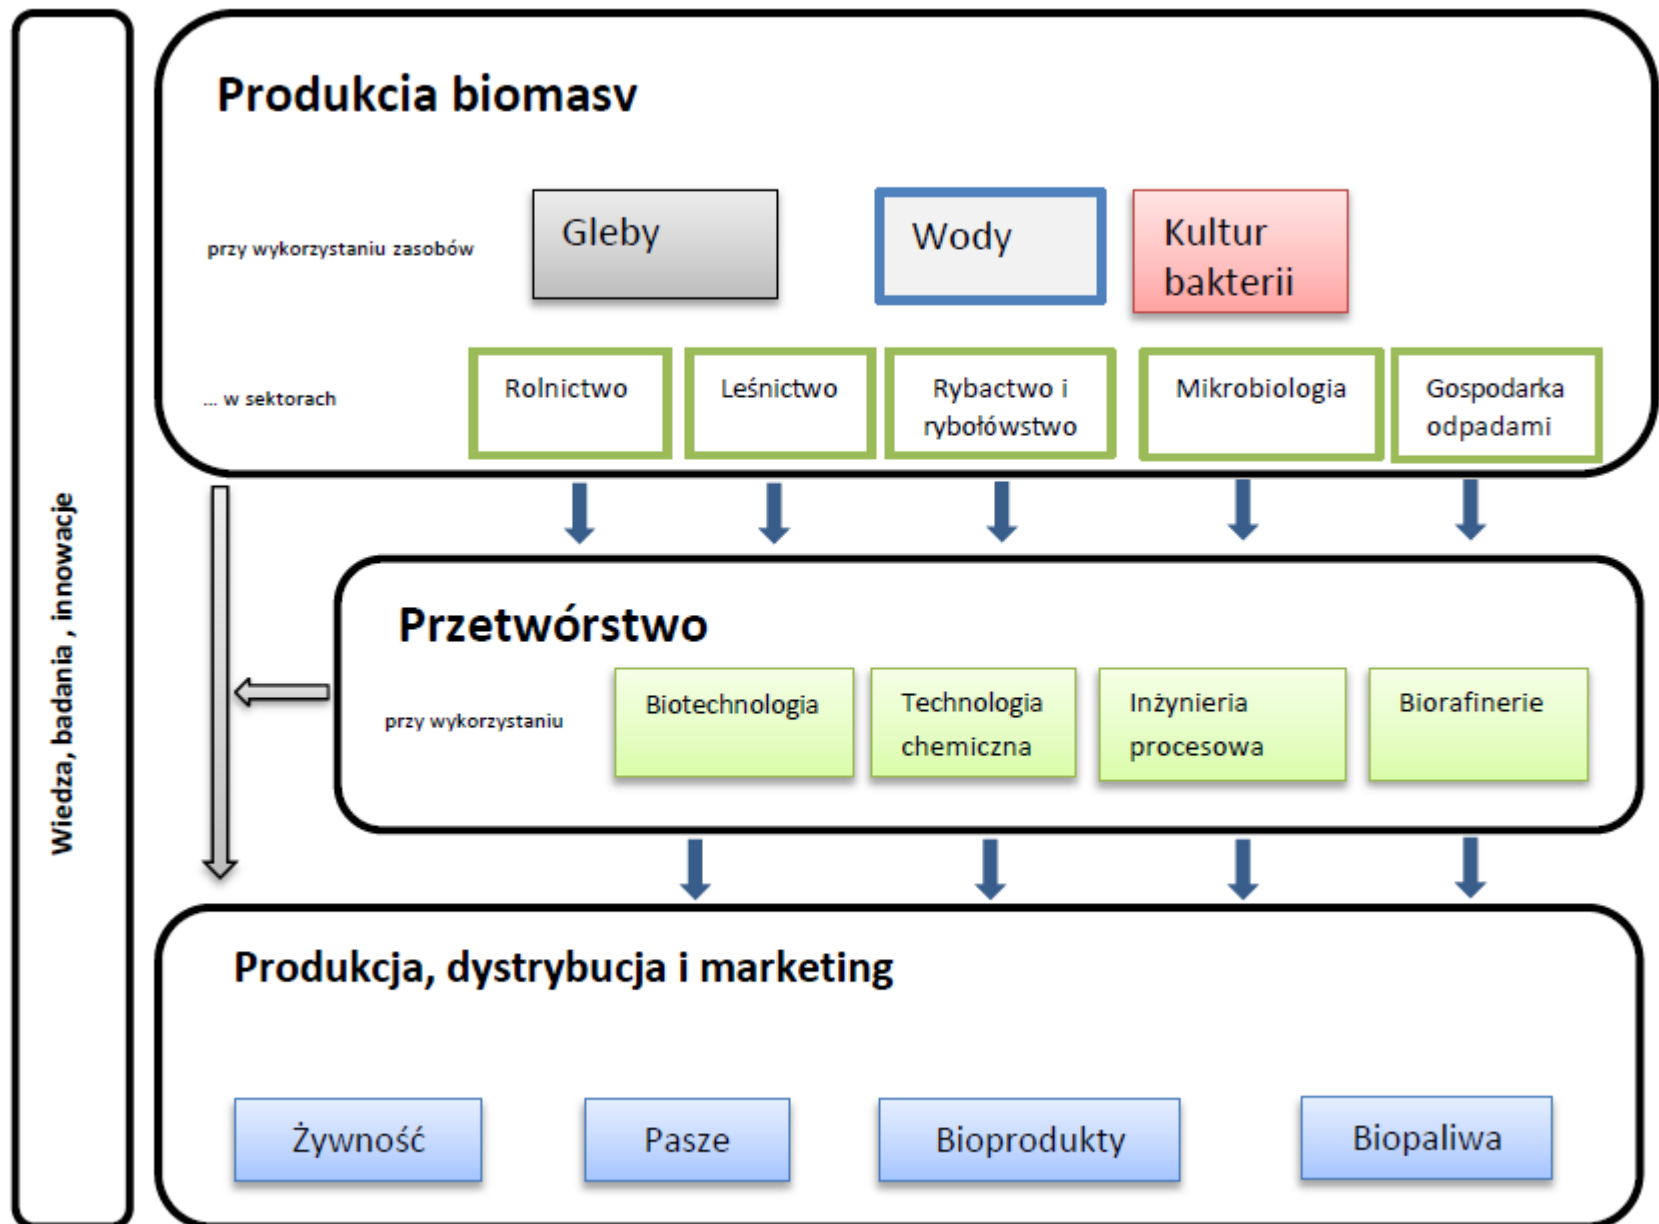 Wiedza, badania , innowacje
Produkcia biomasv
przy wykorzystaniu zasobów
Gleby
Wody
Kultur
bakterii
... w sektorach
Rolnictwo
Leśnictwo
Rybactwo i
rybołówstwo
Mikrobiologia
Gospodarka
odpadami
Przetwórstwo
przy wykorzystaniu
Biotechnologia
Technologia
chemiczna
Inżynieria
procesowa
Biorafinerie
Produkcja, dystrybucja i marketing
Żywność
Pasze
Bioprodukty
Biopaliwa